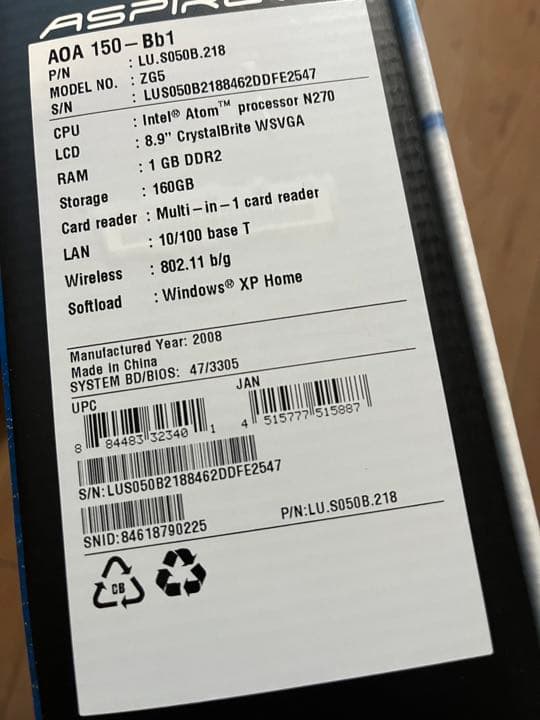 ASPIRE
AOA 150-Bb1
P/N : LU.S050B.218
MODEL NO. : ZG5
S/N : LUS050B2188462DDFE2547
CPU : Intel® Atom™ processor N270
LCD : 8.9" CrystalBrite WSVGA
RAM : 1 GB DDR2
Storage : 160GB
Card reader : Multi-in-1 card reader
LAN : 10/100 base T
Wireless : 802.11 b/g
Softload : Windows® XP Home
Manufactured Year: 2008
Made in China
SYSTEM BD/BIOS: 47/3305
UPC JAN
8 84483 32340 1 4 515777 515887
S/N:LUS050B2188462DDFE2547
SNID:84618790225 P/N:LU.S050B.218
CB